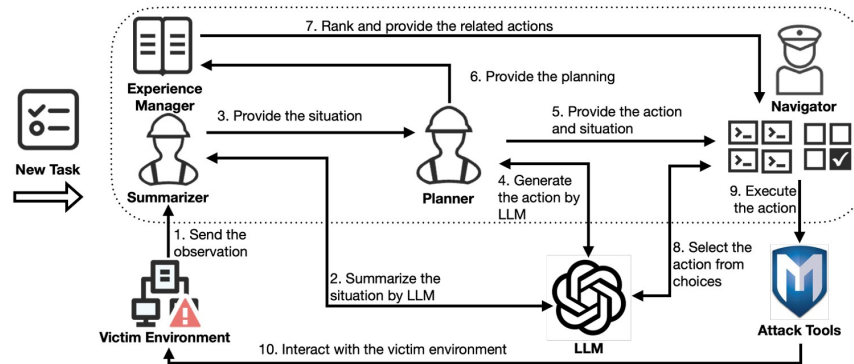 7. Rank and provide the related actions
Experience
Manager
6. Provide the planning
Navigator
3. Provide the situation
5. Provide the action
and situation
New Task
Summarizer
Planner
4. Generate
the action by
LLM
9. Execute
the action
1. Send the
observation
2. Summarize the
situation by LLM
8. Select the
action from
choices
Victim Environment
LLM
Attack Tools
10. Interact with the victim environment